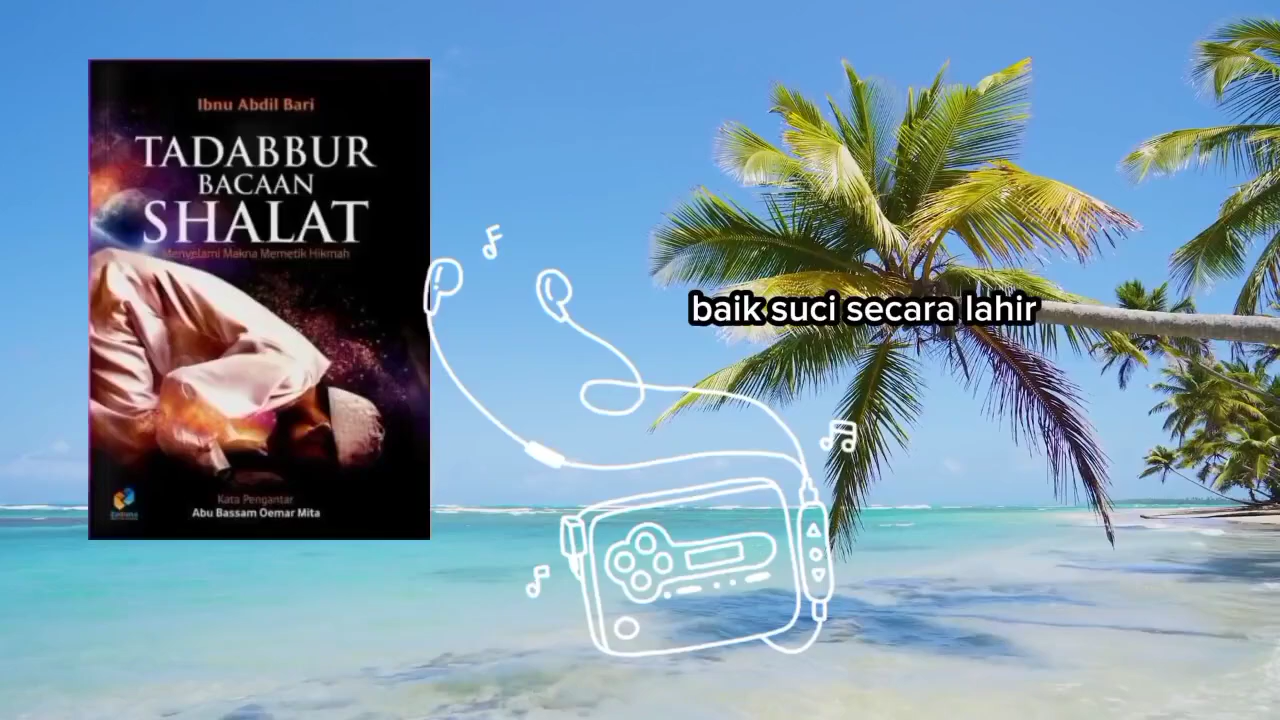 Ibnu Abdil Bari
TADABBUR
BACAAN
SHALAT
Menyelami Makna Memetik Hikmah
Kata Pengantar
Abu Bassam Oemar Mita
baik suci secara lahir